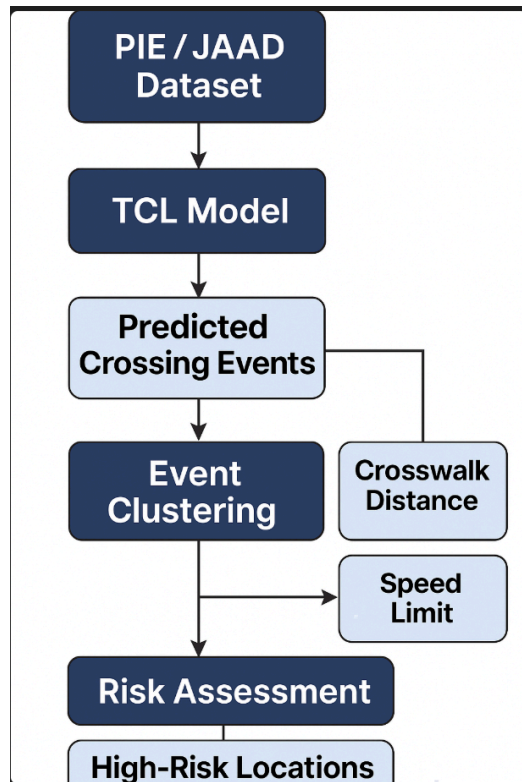 PIE / JAAD
Dataset
TCL Model
Predicted
Crossing Events
Event
Clustering
Crosswalk
Distance
Speed
Limit
Risk Assessment
High-Risk Locations